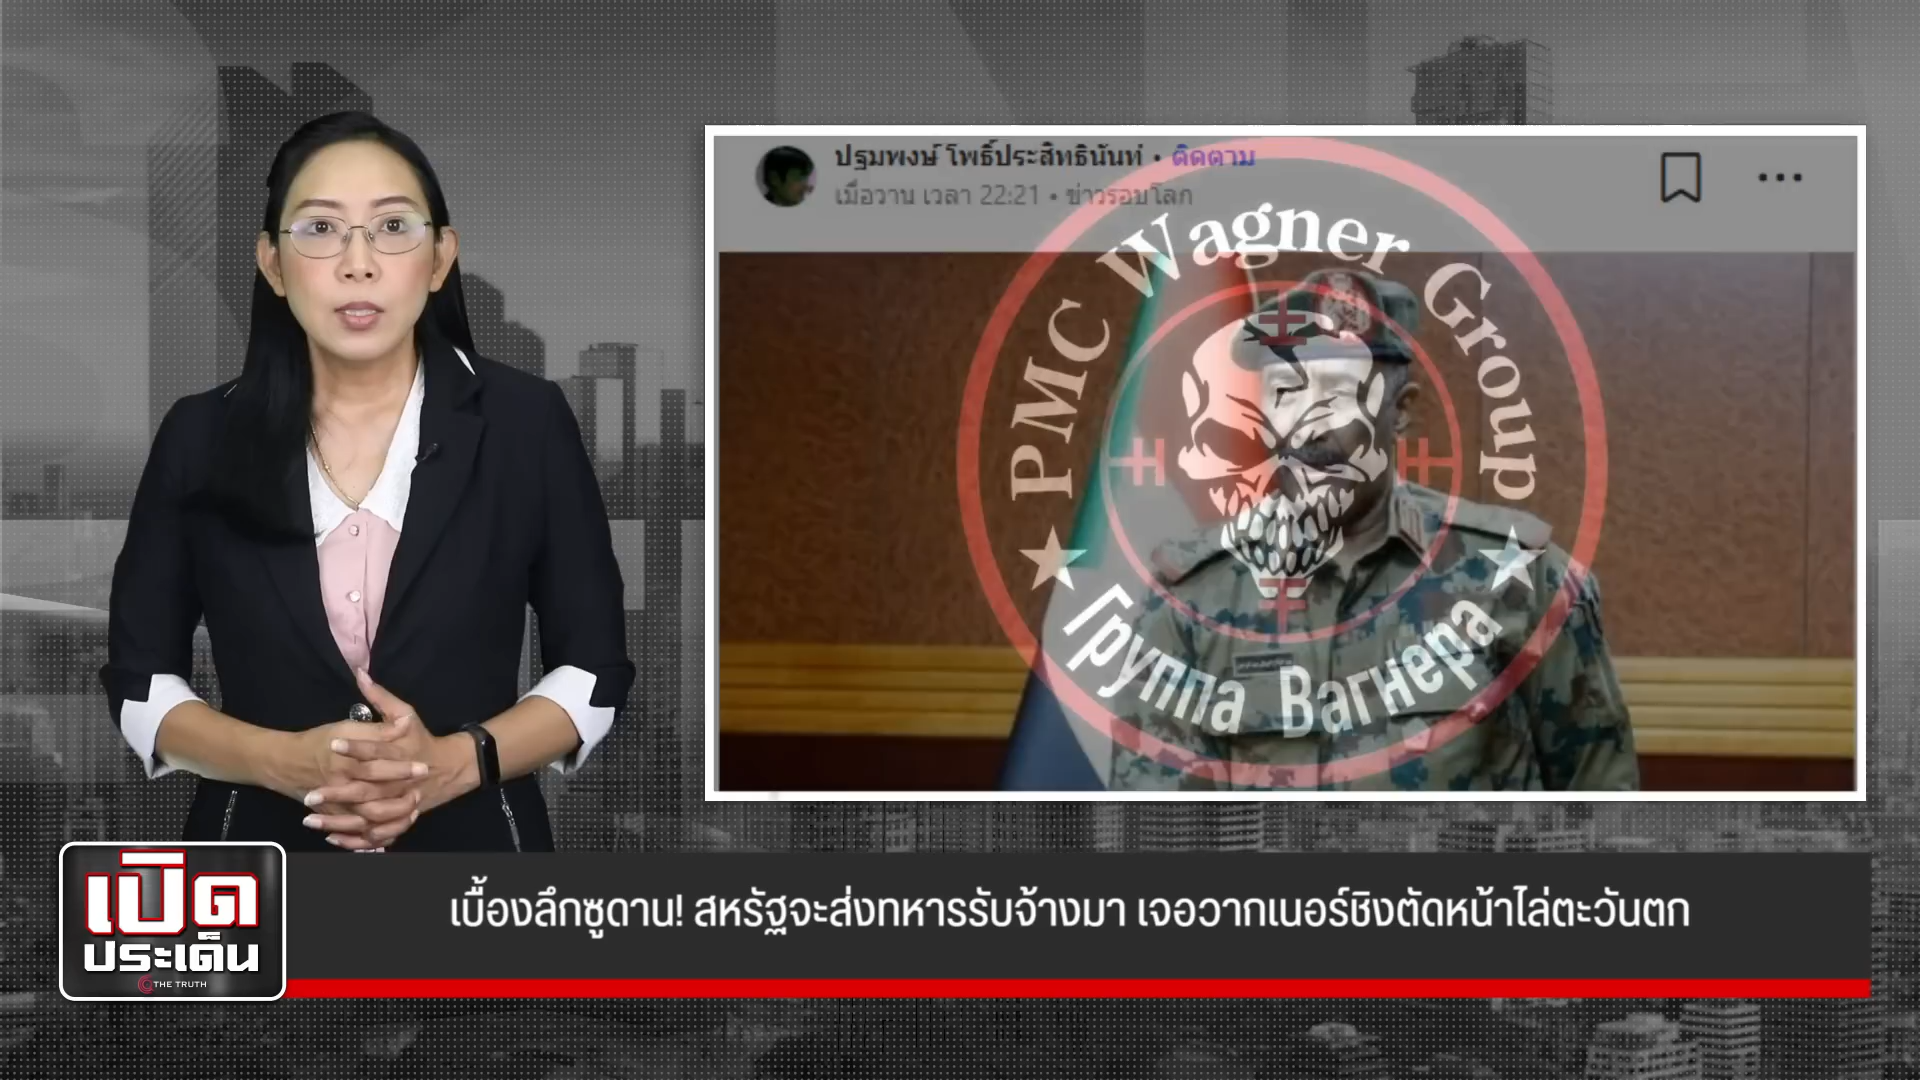 ปฐมพงษ์ โพธิ์ประสิทธินันท์ • ติดตาม
เมื่อวาน เวลา 22:21 • ข่าวรอบโลก
PMC Wagner Group
Группа Вагнера
เปิด
ประเด็น
THE TRUTH
เบื้องลึกซูดาน! สหรัฐจะส่งทหารรับจ้างมา เจอวากเนอร์ชิงตัดหน้าไล่ตะวันตก